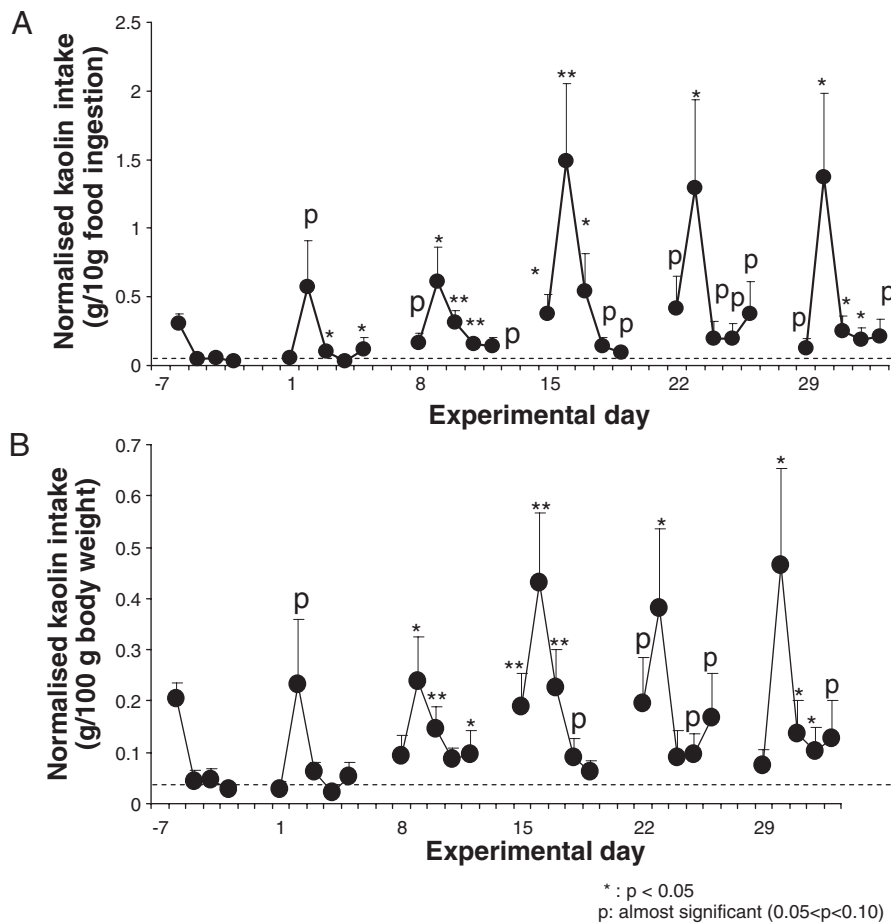 A
Normalised kaolin intake
(g/10g food ingestion)
2.5
2
1.5
1
0.5
0
p
*
*
p
*
**
**
p
*
**
*
p
p
p
*
p
p
p
p
*
*
*
p
-7
1
8
15
22
29
Experimental day
B
Normalised kaolin intake
(g/100 g body weight)
0.7
0.6
0.5
0.4
0.3
0.2
0.1
0
p
*
**
*
**
**
**
p
p
*
p
p
*
*
*
p
-7
1
8
15
22
29
Experimental day
* : p < 0.05
p: almost significant (0.05<p<0.10)